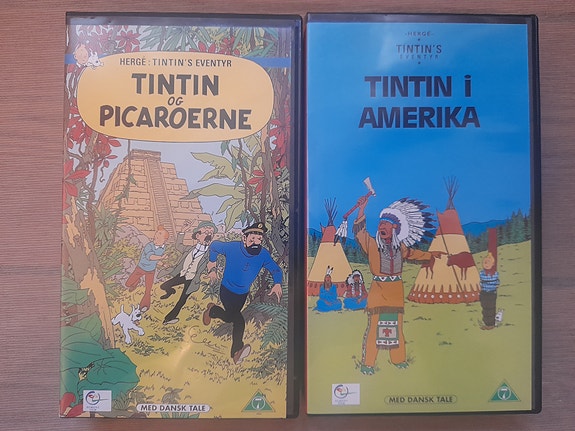 HERGÉ: TINTIN'S EVENTYR
TINTIN
OG
PICAROERNE
MED DANSK TALE
-HERGÉ-
TINTIN'S
EVENTYR
TINTIN i
AMERIKA
MED DANSK TALE